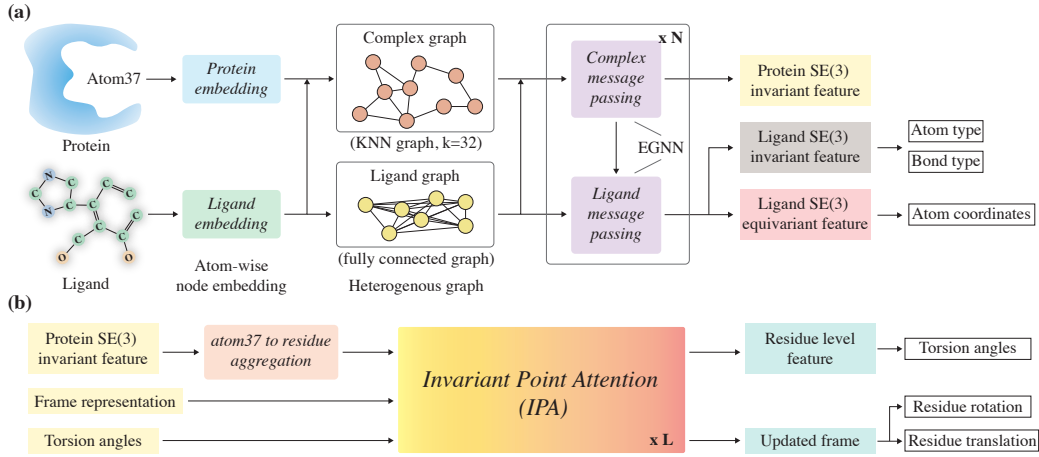 (a)
Atom37
Protein
Protein
embedding
Complex graph
(KNN graph, k=32)
x N
Complex
message
passing
EGNN
Protein SE(3)
invariant feature
Ligand SE(3)
invariant feature
Atom type
Bond type
N
C
C
C
N
C
C
C
C
C
C
C
C
O
O
Ligand
Ligand
embedding
Atom-wise
node embedding
Ligand graph
(fully connected graph)
Heterogenous graph
Ligand
message
passing
Ligand SE(3)
equivariant feature
Atom coordinates
(b)
Protein SE(3)
invariant feature
atom37 to residue
aggregation
Frame representation
Torsion angles
Invariant Point Attention
(IPA)
x L
Residue level
feature
Torsion angles
Updated frame
Residue rotation
Residue translation